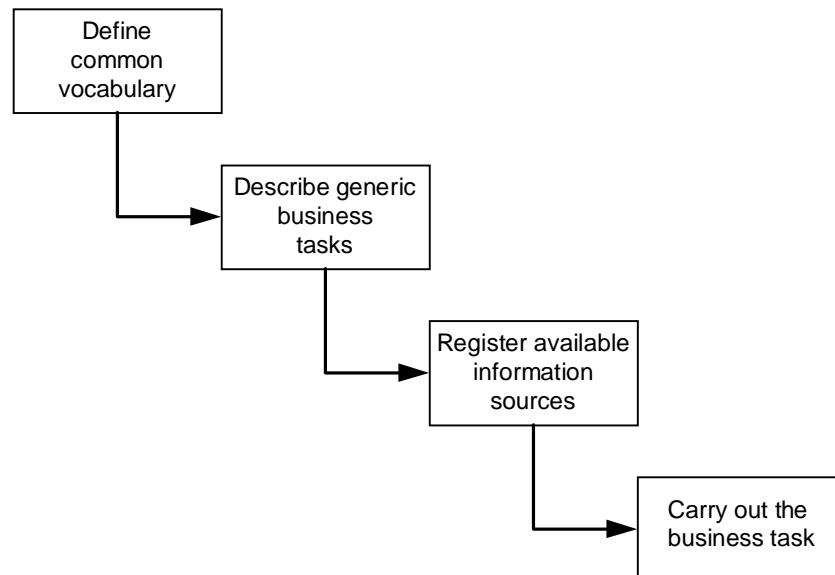 Define
common
vocabulary
Describe generic
business
tasks
Register available
information
sources
Carry out the
business task